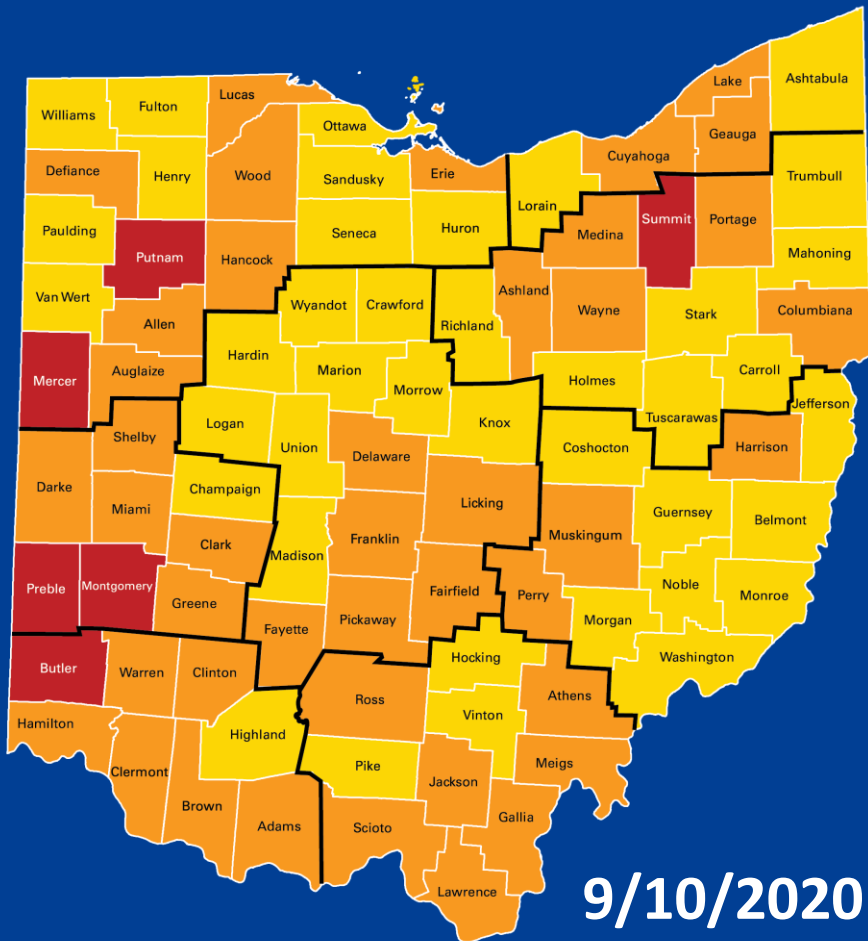 Lake
Ashtabula
Lucas
Williams
Fulton
Ottawa
Geauga
Cuyahoga
Defiance
Henry
Wood
Sandusky
Erie
Trumbull
Lorain
Summit
Portage
Paulding
Seneca
Huron
Medina
Mahoning
Putnam
Hancock
Van Wert
Wyandot
Crawford
Ashland
Wayne
Stark
Columbiana
Allen
Richland
Hardin
Marion
Mercer
Auglaize
Morrow
Holmes
Carroll
Jefferson
Logan
Knox
Tuscarawas
Shelby
Union
Delaware
Coshocton
Harrison
Darke
Champaign
Licking
Miami
Guernsey
Belmont
Clark
Madison
Franklin
Muskingum
Preble
Montgomery
Greene
Fairfield
Perry
Noble
Monroe
Fayette
Pickaway
Morgan
Hocking
Washington
Butler
Warren
Clinton
Ross
Athens
Hamilton
Highland
Vinton
Clermont
Pike
Meigs
Brown
Jackson
Adams
Scioto
Gallia
Lawrence
9/10/2020